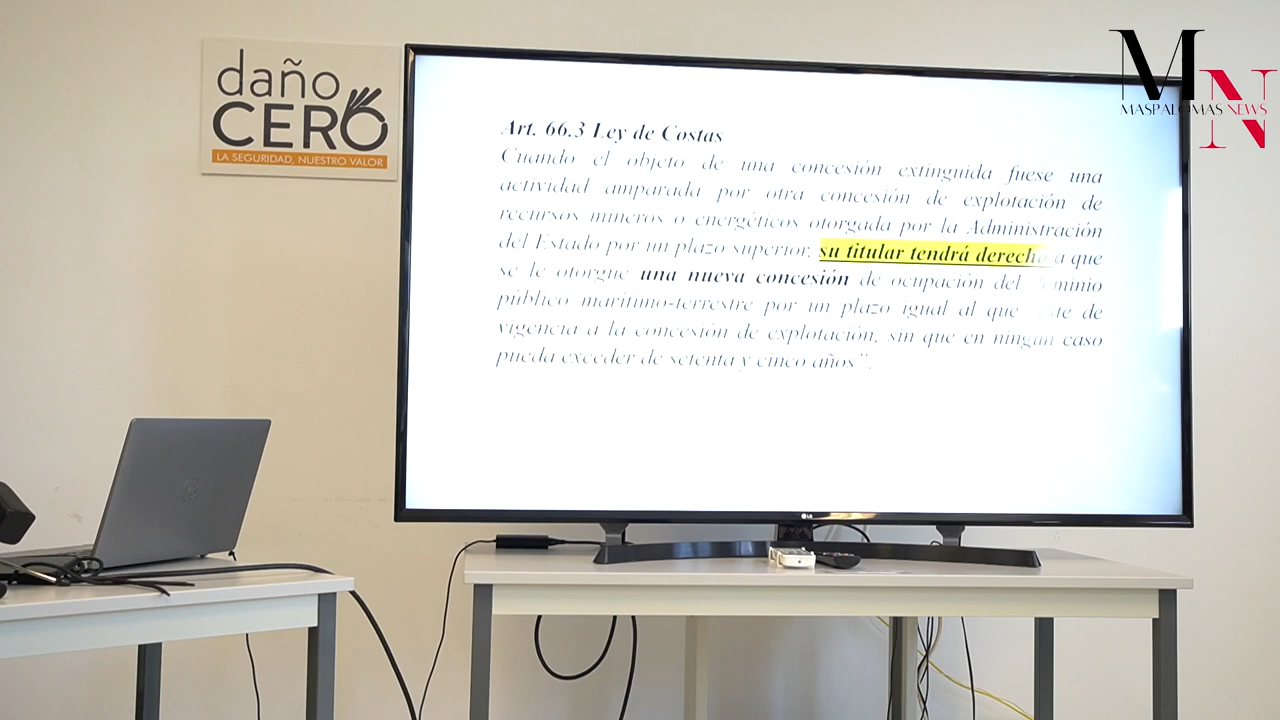 daño
CERO
LA SEGURIDAD, NUESTRO VALOR
MN
MASPALOMAS NEWS
Art. 66.3 Ley de Costas
Cuando el objeto de una concesión extinguida fuese una
actividad amparada por otra concesión de explotación de
recursos mineros o energéticos otorgada por la Administración
del Estado por un plazo superior, su titular tendrá derecho a que
se le otorgue una nueva concesión de ocupación del dominio
público marítimo-terrestre por un plazo igual al que de
vigencia a la concesión de explotación, sin que en ningún caso
pueda exceder de setenta y cinco años”.
LG